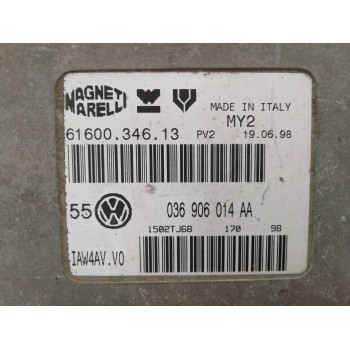 MAGNETI
MARELLI
MADE IN ITALY
MY2
61600.346.13 PV2 19.06.98
55 036 906 014 AA
1502TJ68 170 98
IAW4AV.V0